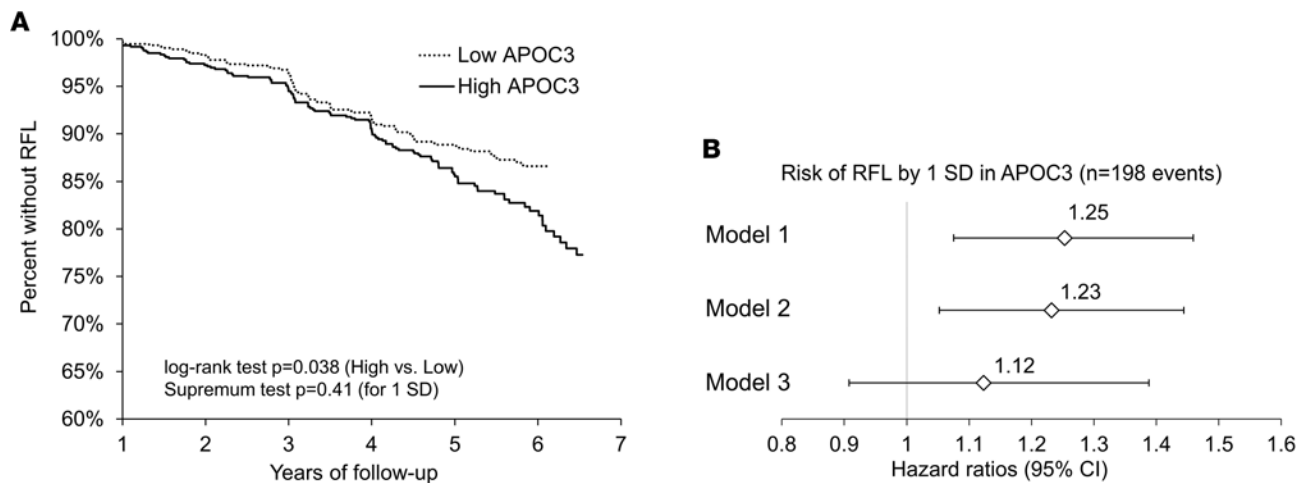 A
100%
95%
90%
85%
80%
75%
70%
65%
60%
Percent without RFL
Low APOC3
High APOC3
log-rank test p=0.038 (High vs. Low)
Supremum test p=0.41 (for 1 SD)
1 2 3 4 5 6 7
Years of follow-up
B
Risk of RFL by 1 SD in APOC3 (n=198 events)
Model 1
1.25
Model 2
1.23
Model 3
1.12
0.8 0.9 1 1.1 1.2 1.3 1.4 1.5 1.6
Hazard ratios (95% CI)